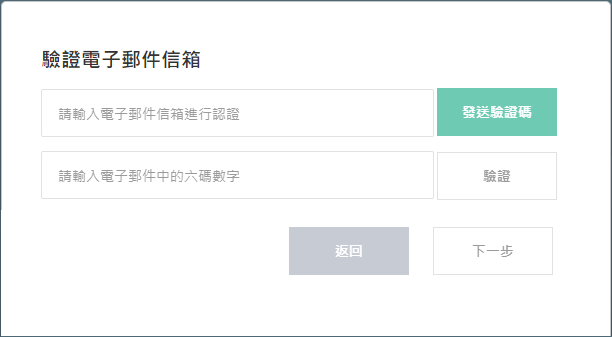 驗證電子郵件信箱
請輸入電子郵件信箱進行認證
發送驗證碼
請輸入電子郵件中的六碼數字
驗證
返回
下一步